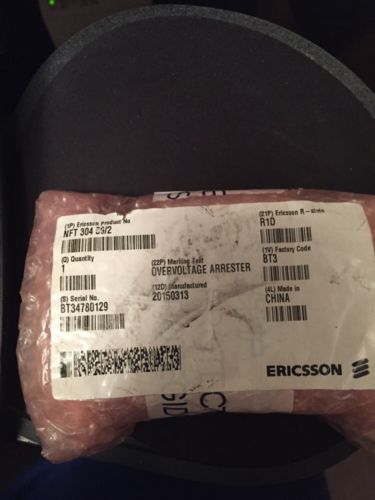 (1P) Ericsson Product No
NFT 304 09/2
(21P) Ericsson R-state
R1D
(Q) Quantity
1
(22P) Marking Text
OVERVOLTAGE ARRESTER
(1V) Factory Code
BT3
(S) Serial No.
BT34780129
(12D) manufactured
20150313
(4L) Made in
CHINA
ERICSSON